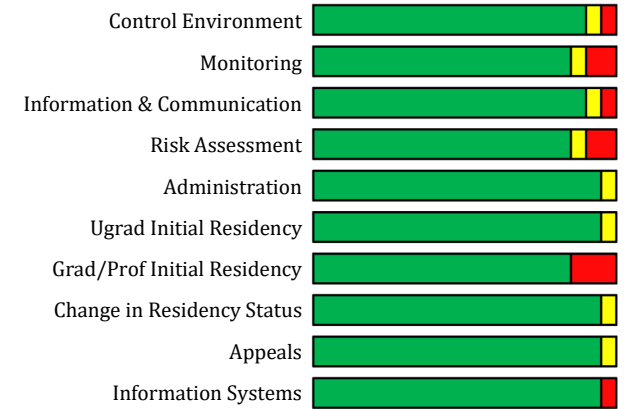 Control Environment
Monitoring
Information & Communication
Risk Assessment
Administration
Ugrad Initial Residency
Grad/Prof Initial Residency
Change in Residency Status
Appeals
Information Systems